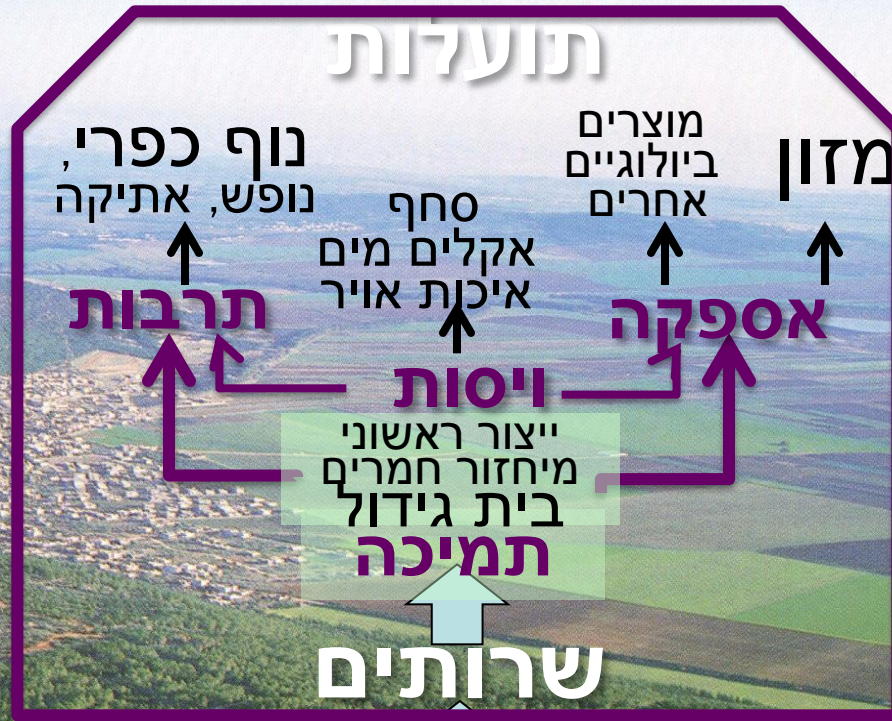 תועלות
מזון
מוצרים
ביולוגיים
אחרים
סחף
אקלים מים
איכות אויר
נוף כפרי,
נופש, אתיקה
אספקה
תרבות
ויסות
ייצור ראשוני
מיחזור חמרים
בית גידול
תמיכה
שרותים